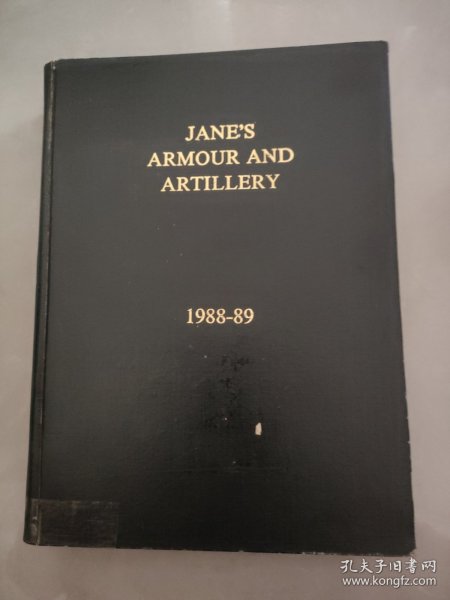 JANE'S
ARMOUR AND
ARTILLERY
1988-89
孔夫子旧书网
www.kongfz.com